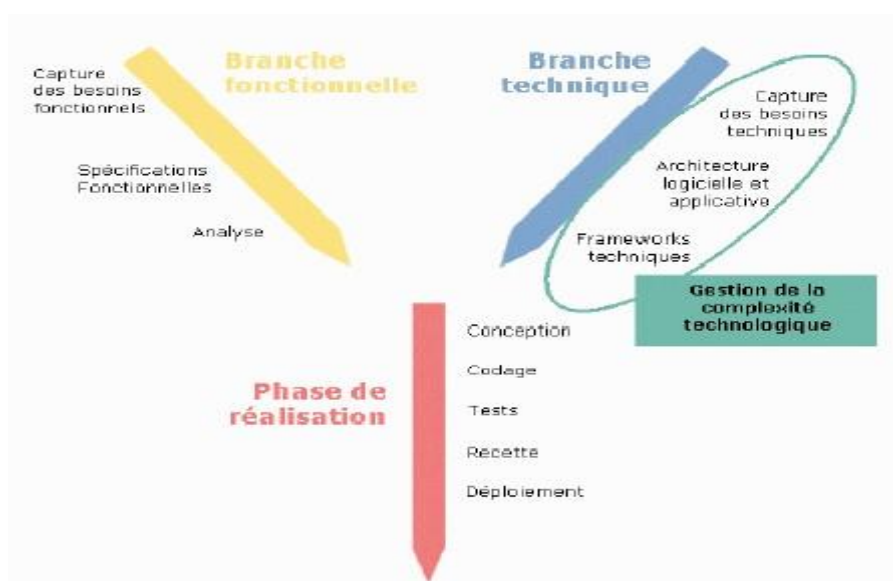 Branche
fonctionnelle
Capture
des besoins
fonctionnels
Spécifications
Fonctionnelles
Analyse
Branche
technique
Capture
des besoins
techniques
Architecture
logicielle et
applicative
Frameworks
techniques
Gestion de la
complexité
technologique
Phase de
réalisation
Conception
Codage
Tests
Recette
Déploiement